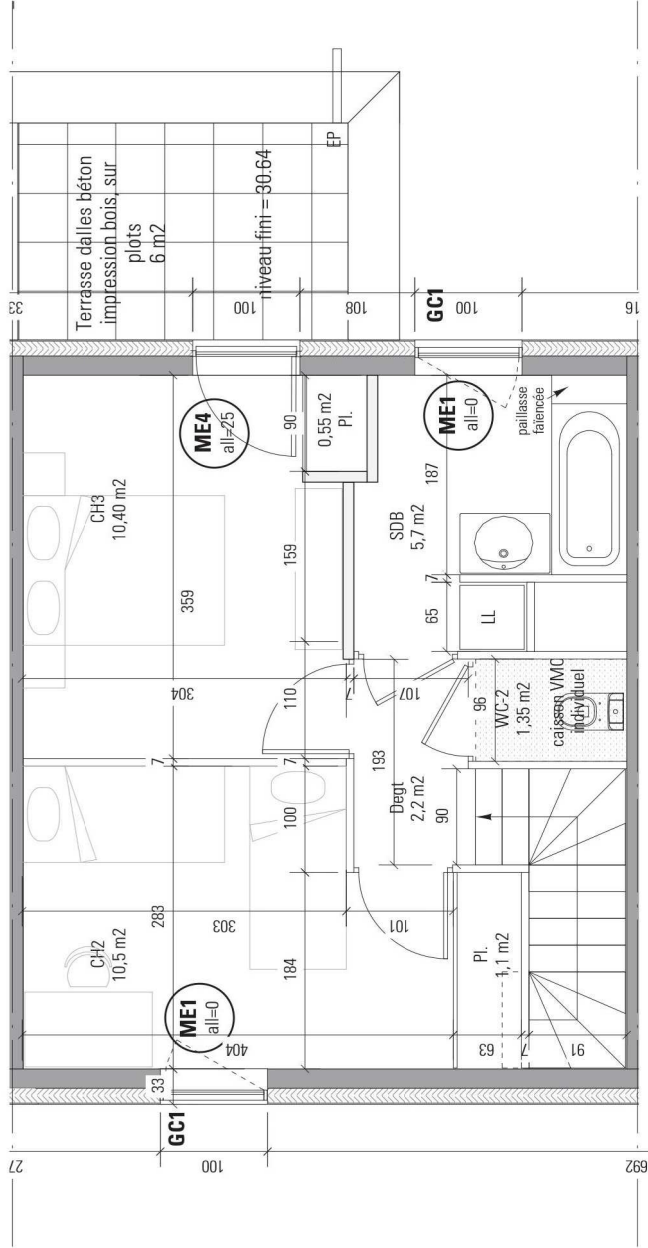 Terrasse dalles béton
impression bois, sur
plots
6 m2
niveau fini = 30.64
EP
33
100
108
GC1
100
16
ME4
all=25
90
0,55 m2
Pl.
ME1
all=0
paillasse
faïencée
CH3
10,40 m2
359
159
187
SDB
5,7 m2
7
65
LL
304
110
7
107
96
WC-2
1,35 m2
caisson VMC
individuel
7
7
193
Degt
2,2 m2
90
100
283
303
101
CH2
10,5 m2
184
Pl.
1,1 m2
ME1
all=0
404
63
7
91
33
GC1
27
100
692